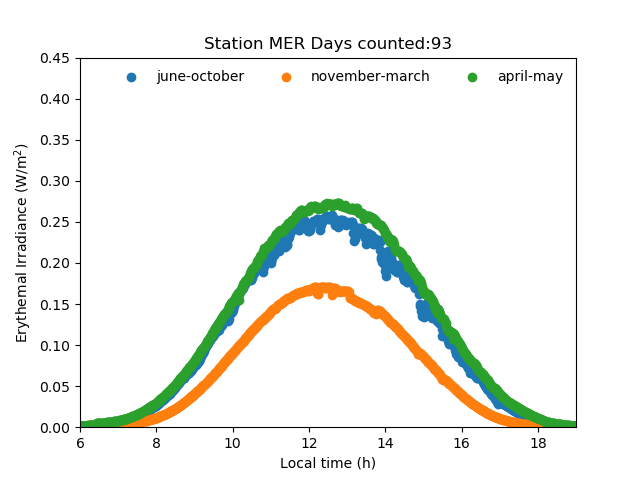 Station MER Days counted:93
june-october november-march april-may
Erythemal Irradiance (W/m²)
0.45
0.40
0.35
0.30
0.25
0.20
0.15
0.10
0.05
0.00
6 8 10 12 14 16 18
Local time (h)